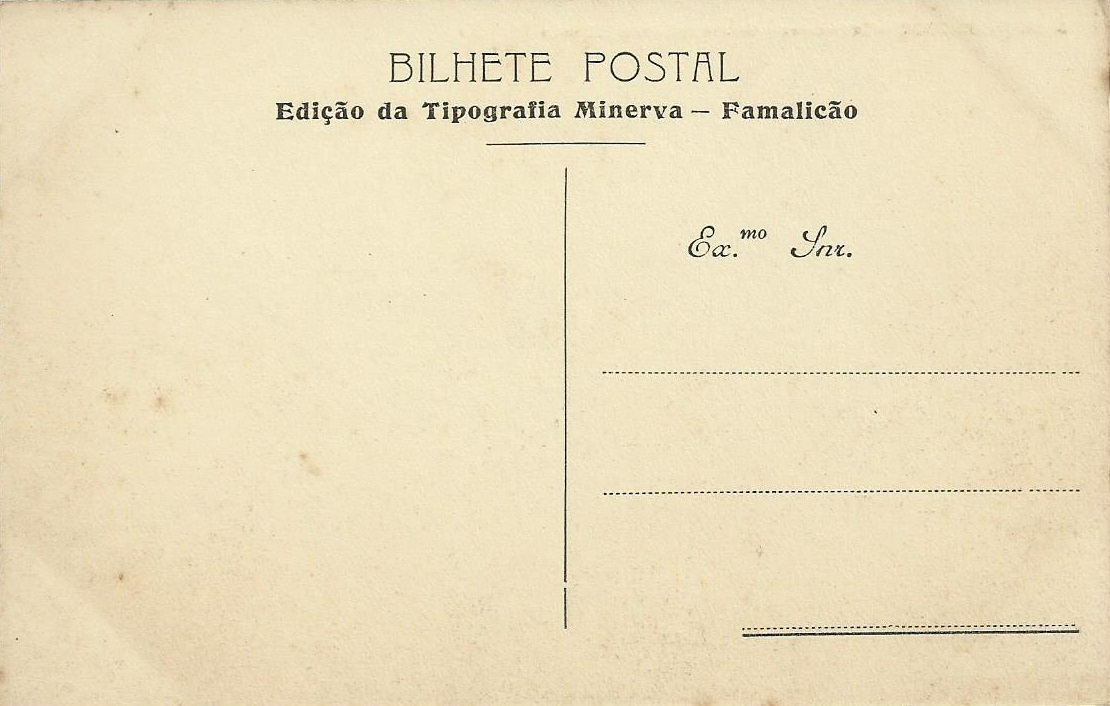 BILHETE POSTAL
Edição da Tipografia Minerva — Famalicão
Ex.mo Snr.